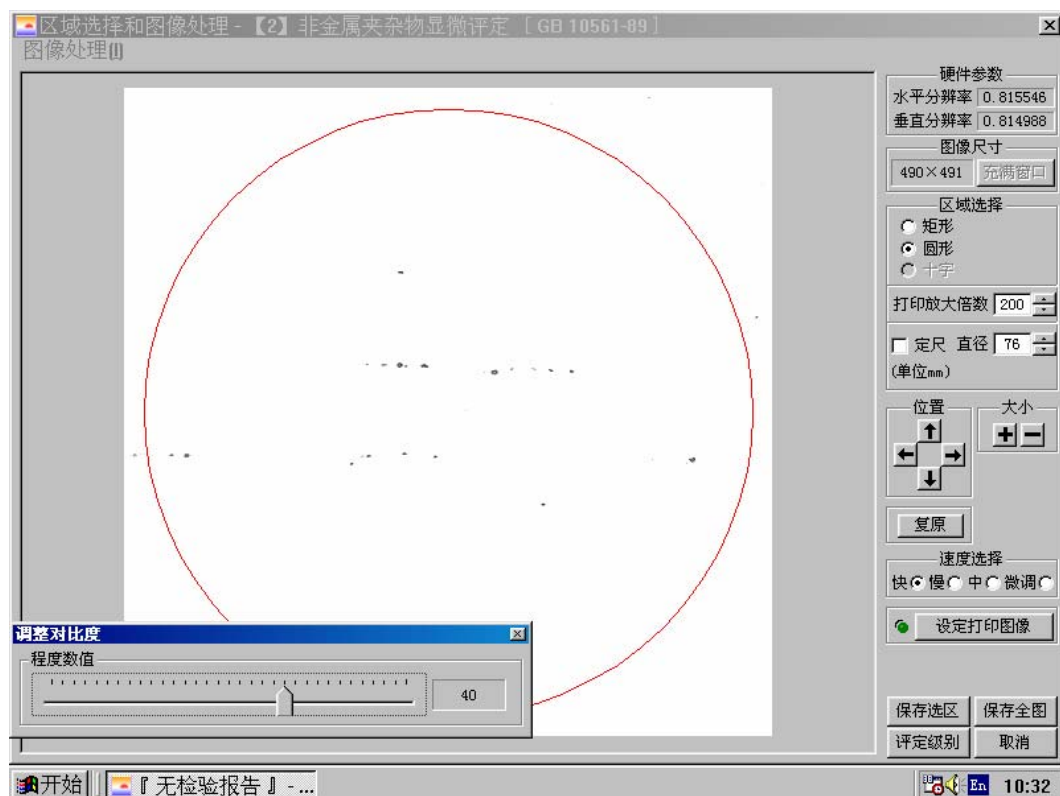 区域选择和图像处理 - 【2】非金属夹杂物显微评定 [ GB 10561-89 ]
图像处理(I)
硬件参数
水平分辨率 0.815546
垂直分辨率 0.814988
图像尺寸
490×491 充满窗口
区域选择
矩形
圆形
十字
打印放大倍数 200
定尺 直径 76
(单位mm)
位置 大小
复原
速度选择
快 慢 中 微调
设定打印图像
调整对比度
程度数值
40
保存选区 保存全图
评定级别 取消
开始 『无检验报告』 - ... En 10:32